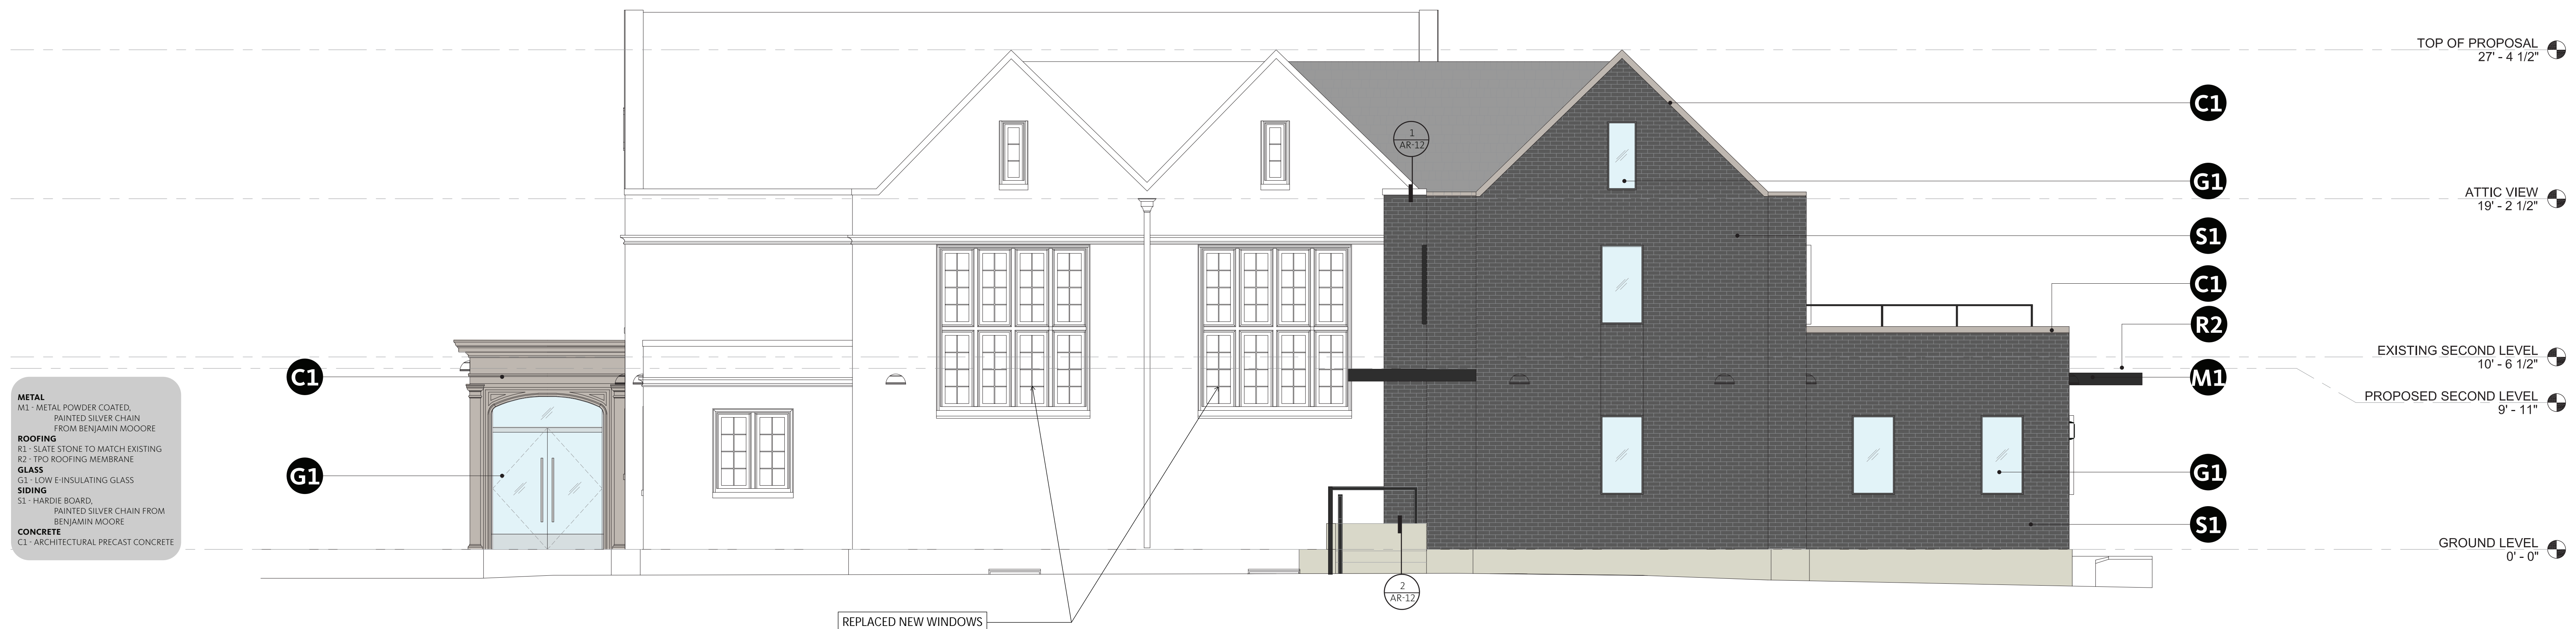 TOP OF PROPOSAL
27' - 4 1/2"
C1
1
AR-12
G1
ATTIC VIEW
19' - 2 1/2"
S1
C1
R2
EXISTING SECOND LEVEL
10' - 6 1/2"
C1
M1
PROPOSED SECOND LEVEL
9' - 11"
METAL
M1 - METAL POWDER COATED,
PAINTED SILVER CHAIN
FROM BENJAMIN MOOORE
ROOFING
R1 - SLATE STONE TO MATCH EXISTING
R2 - TPO ROOFING MEMBRANE
GLASS
G1 - LOW E-INSULATING GLASS
SIDING
S1 - HARDIE BOARD,
PAINTED SILVER CHAIN FROM
BENJAMIN MOORE
CONCRETE
C1 - ARCHITECTURAL PRECAST CONCRETE
G1
G1
S1
GROUND LEVEL
0' - 0"
2
AR-12
REPLACED NEW WINDOWS